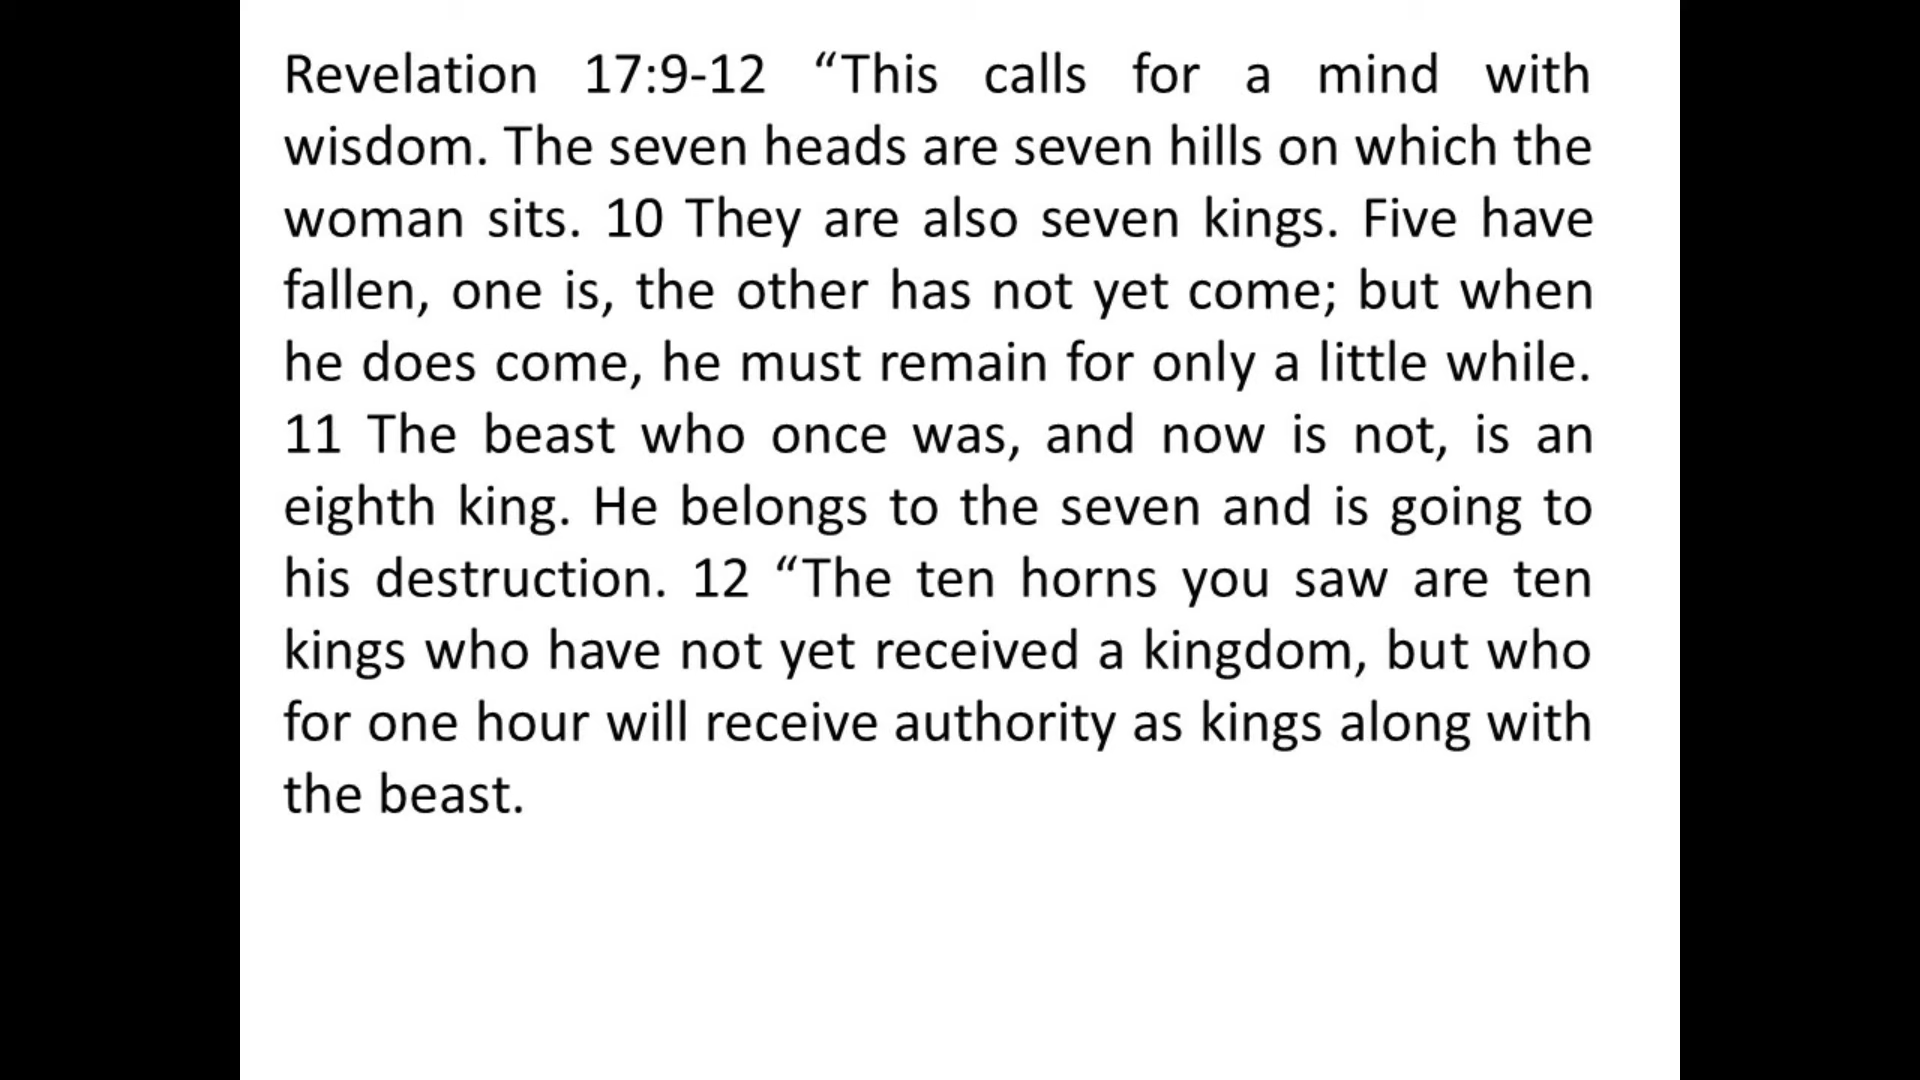 Revelation 17:9-12 “This calls for a mind with
wisdom. The seven heads are seven hills on which the
woman sits. 10 They are also seven kings. Five have
fallen, one is, the other has not yet come; but when
he does come, he must remain for only a little while.
11 The beast who once was, and now is not, is an
eighth king. He belongs to the seven and is going to
his destruction. 12 “The ten horns you saw are ten
kings who have not yet received a kingdom, but who
for one hour will receive authority as kings along with
the beast.